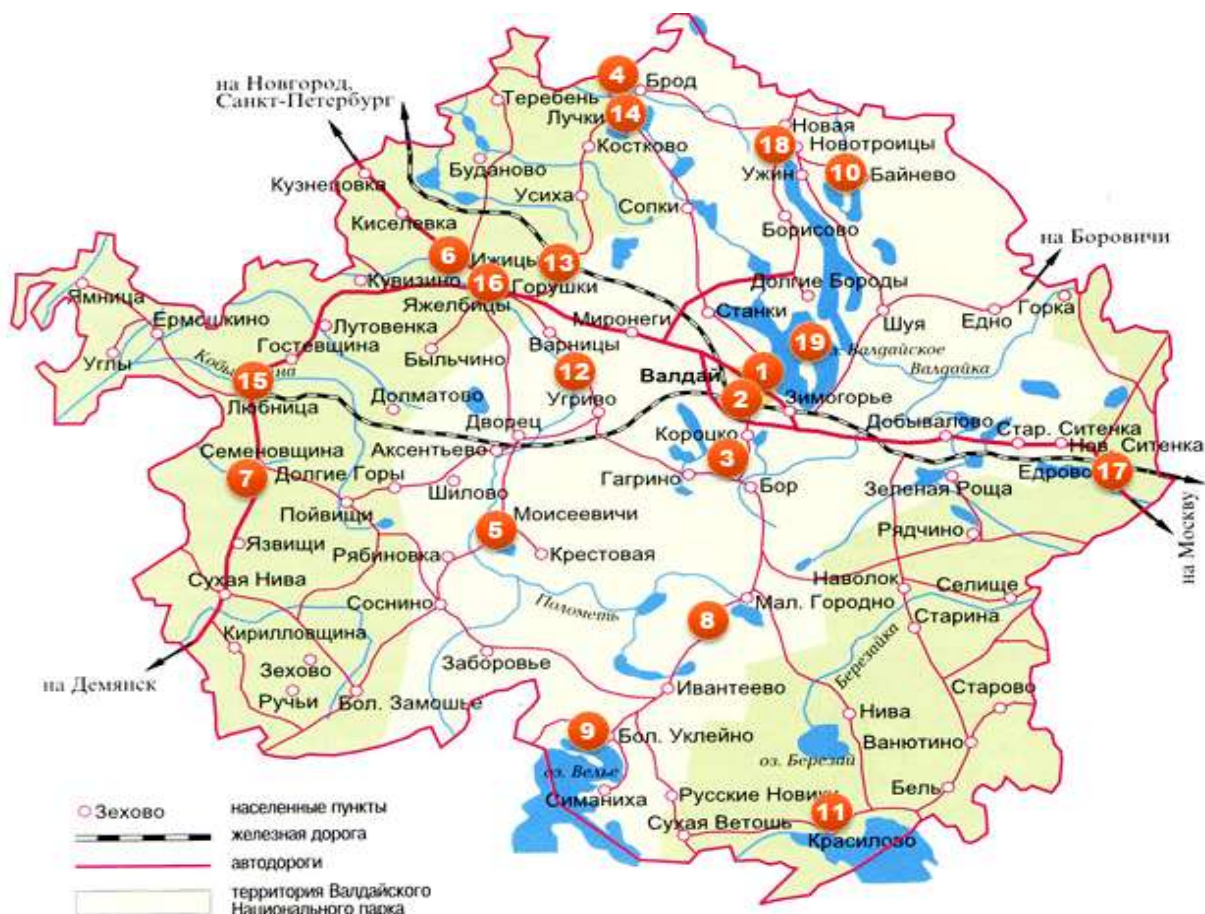 на Новгород,
Санкт-Петербург
4
Брод
Теребень
Лучки
14
Новая
Новотроицы
18
Костково
Буданово
Ужин
10
Байнево
Кузнецовка
Усиха
Сопки
Киселевка
Борисово
на Боровичи
6
Ижицы
13
Кувизино
16
Горушки
Долгие Бороды
Горка
Ямница
Яжелбицы
Ермошкино
Лутовенка
Миронеги
Станки
Шуя
Едно
Гостевщина
Варницы
19
Валдайское
Углы
Быльчино
12
1
Валдайка
15
Валдай
2
Любница
Долматово
Угриво
Зимогорье
Дворец
Добывалово
Стар. Ситенка
Семеновщина
Аксентьево
Короцко
Нов. Ситенка
3
7
Долгие Горы
Гагрино
Едрово
17
Шилово
Бор
Зеленая Роща
Пойвищи
Моисеевичи
5
Рядчино
Язвищи
Рябиновка
Крестовая
на Москву
Сухая Нива
Наволок
Селище
Соснино
Поломѣть
Мал. Городно
8
Старина
Кирилловщина
Березайка
Заборовье
Зехово
на Демянск
Ивантеево
Старово
Ручьи
Бол. Замошье
Нива
9
Бол. Уклейно
Ванютино
оз. Велье
оз. Березай
Симаниха
Русские Новики
Бель
11
Сухая Ветошь
Красилово
Зехово
населенные пункты
железная дорога
автодороги
территория Валдайского
Национального парка